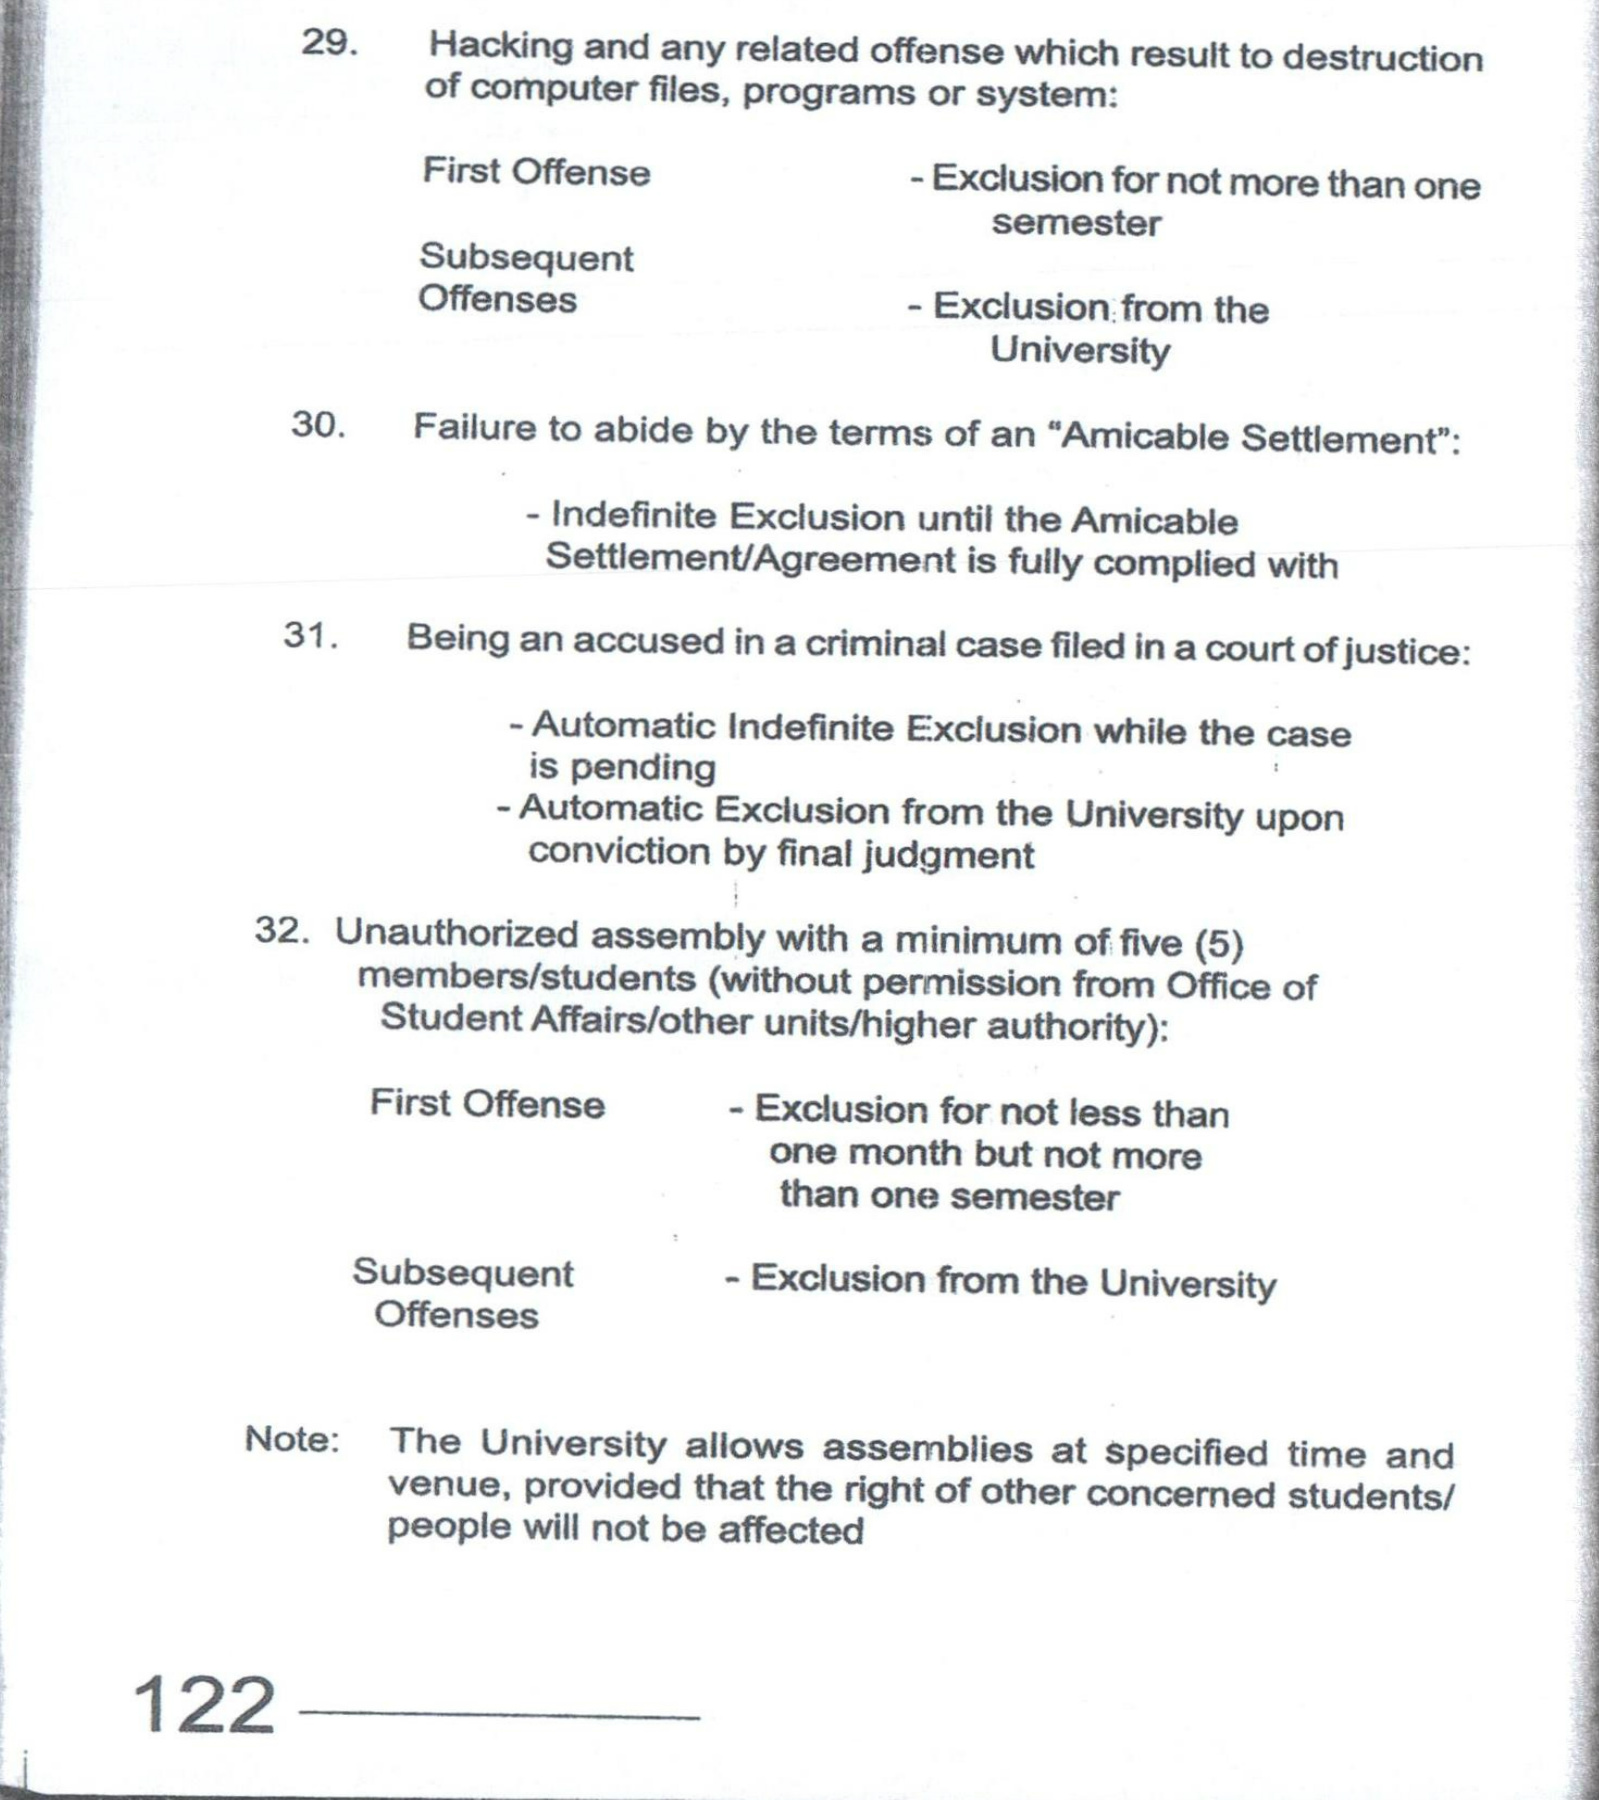 29. Hacking and any related offense which result to destruction
of computer files, programs or system:
First Offense - Exclusion for not more than one
semester
Subsequent
Offenses - Exclusion from the
University
30. Failure to abide by the terms of an “Amicable Settlement”:
- Indefinite Exclusion until the Amicable
Settlement/Agreement is fully complied with
31. Being an accused in a criminal case filed in a court of justice:
- Automatic Indefinite Exclusion while the case
is pending
- Automatic Exclusion from the University upon
conviction by final judgment
32. Unauthorized assembly with a minimum of five (5)
members/students (without permission from Office of
Student Affairs/other units/higher authority):
First Offense - Exclusion for not less than
one month but not more
than one semester
Subsequent - Exclusion from the University
Offenses
Note: The University allows assemblies at specified time and
venue, provided that the right of other concerned students/
people will not be affected
122